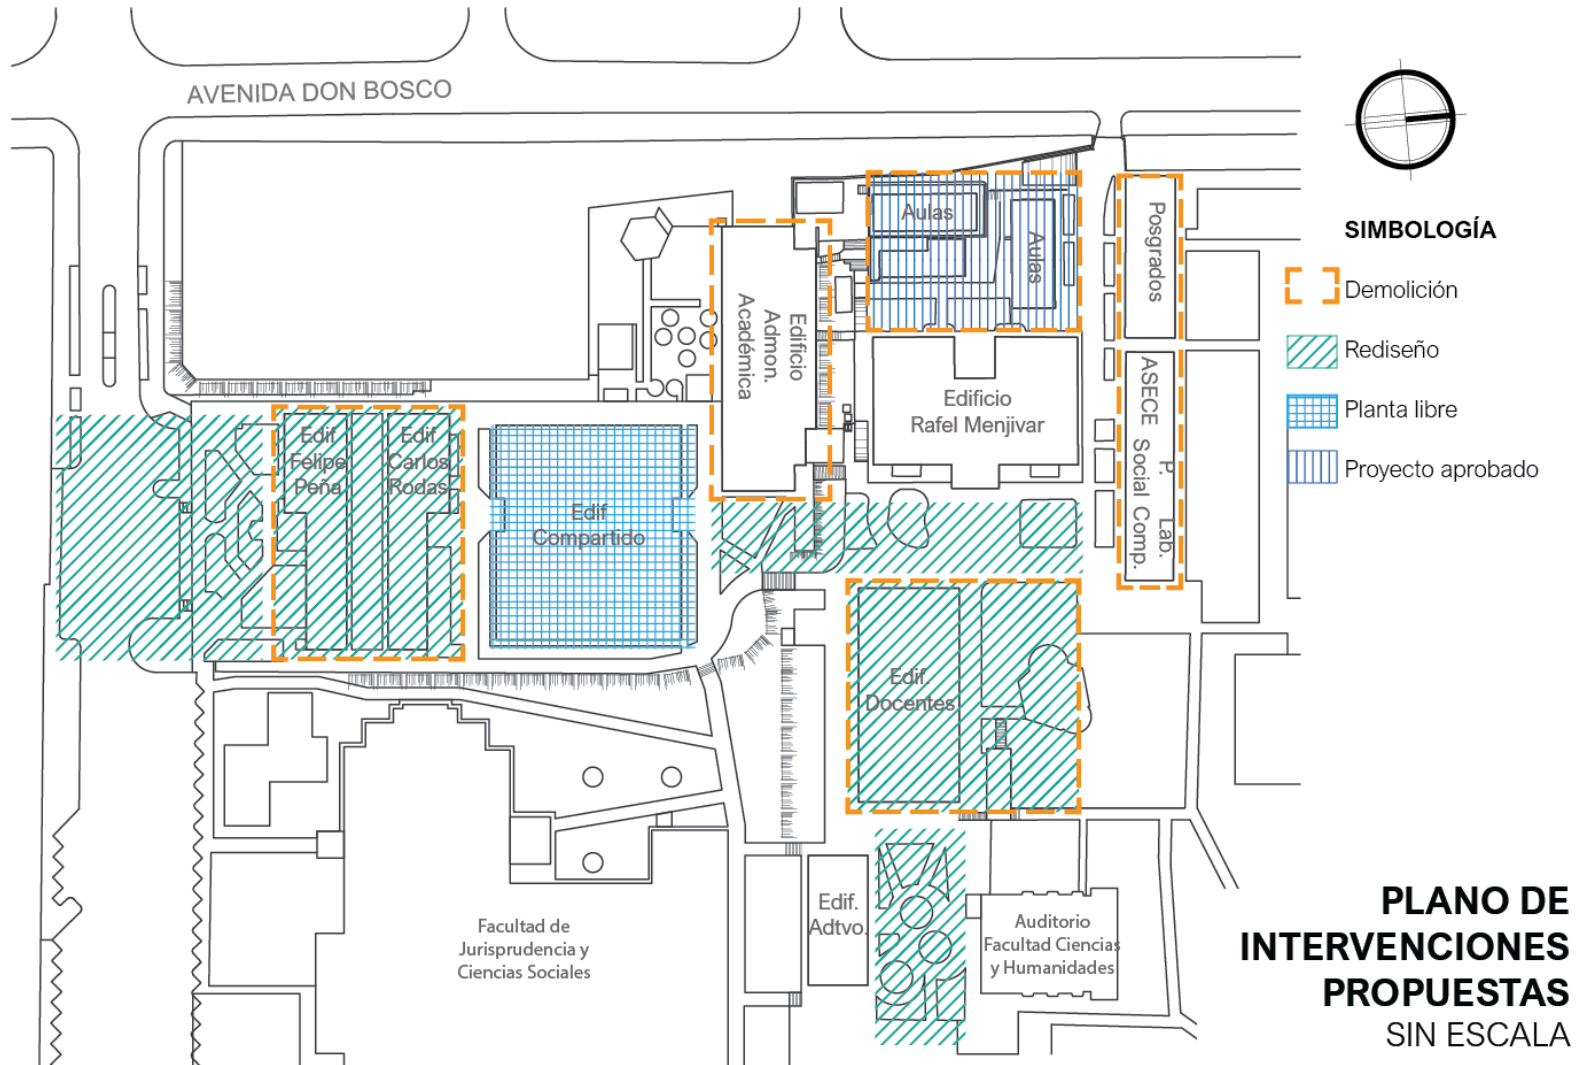 AVENIDA DON BOSCO
Aulas
Aulas
Posgrados
Edificio
Admon.
Académica
Edificio
Rafel Menjivar
ASECE P. Lab.
Social Comp.
Edif
Felipe
Peña
Edif
Carlos
Rodas
Edif
Compartido
Edif
Docentes
Edif.
Adtvo.
Facultad de
Jurisprudencia y
Ciencias Sociales
Auditorio
Facultad Ciencias
y Humanidades
SIMBOLOGÍA
Demolición
Rediseño
Planta libre
Proyecto aprobado
PLANO DE
INTERVENCIONES
PROPUESTAS
SIN ESCALA